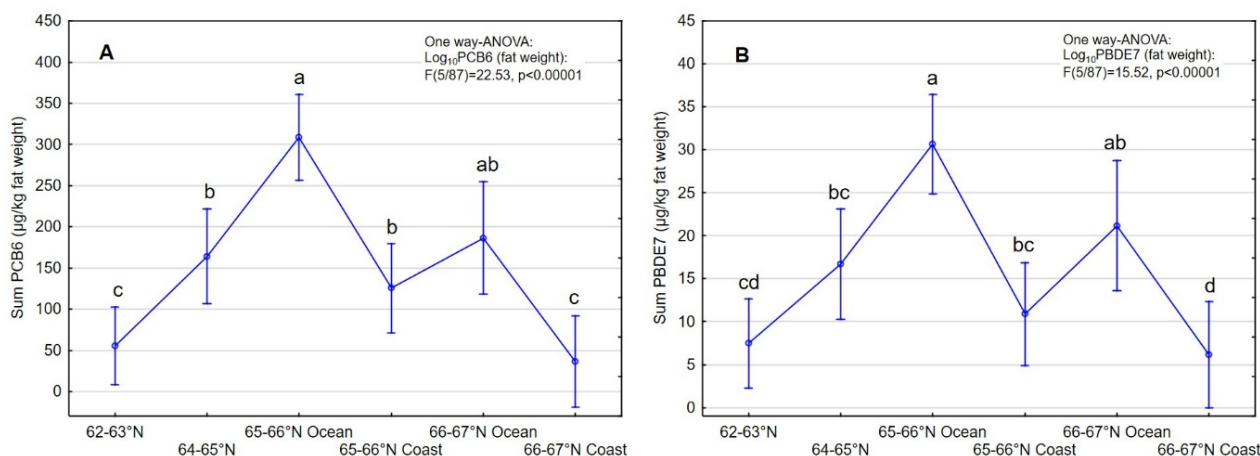 A
One way-ANOVA:
Log₁₀PCB6 (fat weight):
F(5/87)=22.53, p<0.00001
Sum PCB6 (µg/kg fat weight)
450
400
350
300
250
200
150
100
50
0
c
b
a
b
ab
c
62-63°N
64-65°N
65-66°N Ocean
65-66°N Coast
66-67°N Ocean
66-67°N Coast
B
One way-ANOVA:
Log₁₀PBDE7 (fat weight):
F(5/87)=15.52, p<0.00001
Sum PBDE7 (µg/kg fat weight)
45
40
35
30
25
20
15
10
5
0
cd
bc
a
bc
ab
d
62-63°N
64-65°N
65-66°N Ocean
65-66°N Coast
66-67°N Ocean
66-67°N Coast